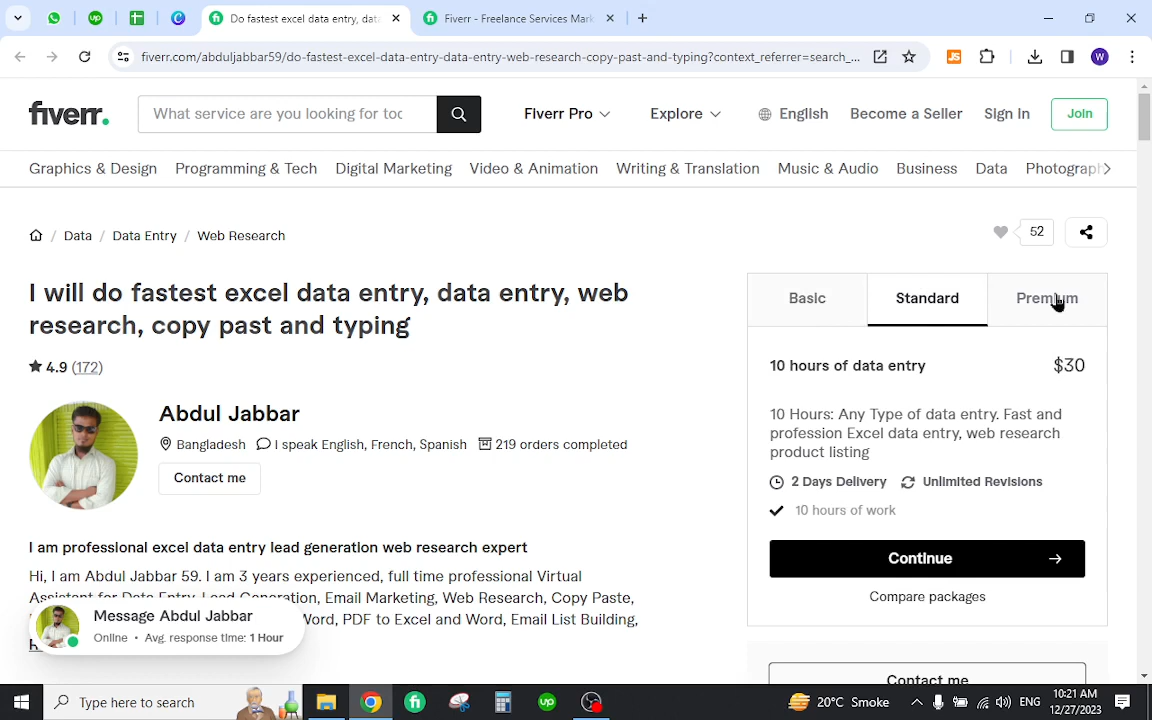 Do fastest excel data entry, data
Fiverr - Freelance Services Mark
fiverr.com/abduljabbar59/do-fastest-excel-data-entry-data-entry-web-research-copy-past-and-typing?context_referrer=search_...
JS
W
fiverr.
What service are you looking for toc
Fiverr Pro
Explore
English
Become a Seller
Sign In
Join
Graphics & Design
Programming & Tech
Digital Marketing
Video & Animation
Writing & Translation
Music & Audio
Business
Data
Photograph
/ Data / Data Entry / Web Research
52
I will do fastest excel data entry, data entry, web
research, copy past and typing
4.9 (172)
Abdul Jabbar
Bangladesh I speak English, French, Spanish 219 orders completed
Contact me
I am professional excel data entry lead generation web research expert
Hi, I am Abdul Jabbar 59. I am 3 years experienced, full time professional Virtual
Assistant for Data Entry, Lead Generation, Email Marketing, Web Research, Copy Paste,
Word, PDF to Excel and Word, Email List Building,
Message Abdul Jabbar
Online • Avg. response time: 1 Hour
Basic
Standard
Premium
10 hours of data entry
$30
10 Hours: Any Type of data entry. Fast and
profession Excel data entry, web research
product listing
2 Days Delivery
Unlimited Revisions
10 hours of work
Continue
Compare packages
Contact me
Type here to search
20°C Smoke
ENG
10:21 AM
12/27/2023